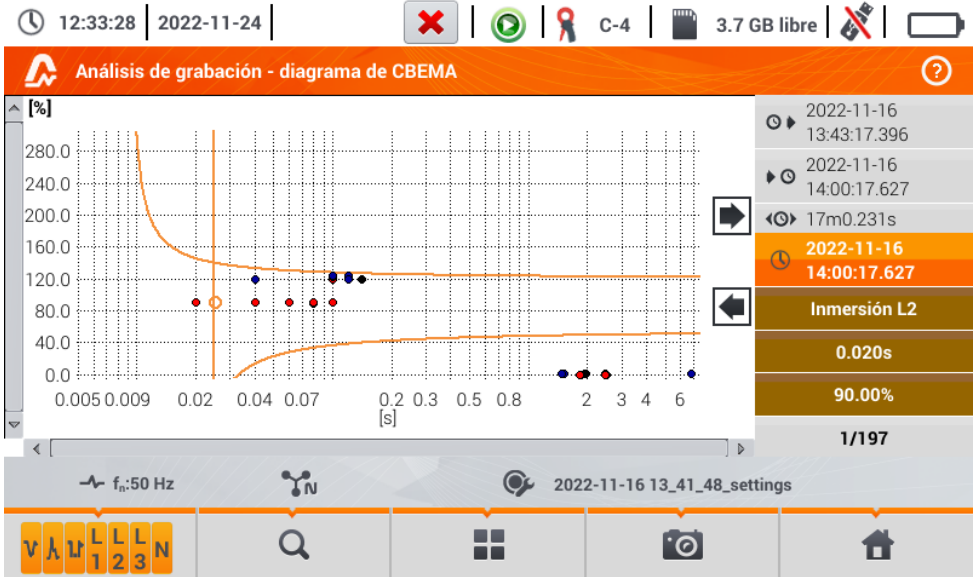 12:33:28
2022-11-24
C-4
3.7 GB libre
Análisis de grabación - diagrama de CBEMA
?
[%]
280.0
240.0
200.0
160.0
120.0
80.0
40.0
0.0
0.005 0.009 0.02 0.04 0.07 0.2 0.3 0.5 0.8 2 3 4 6
[s]
2022-11-16
13:43:17.396
2022-11-16
14:00:17.627
17m0.231s
2022-11-16
14:00:17.627
Inmersión L2
0.020s
90.00%
1/197
fn:50 Hz
N
2022-11-16 13_41_48_settings
L1
L2
L3
N